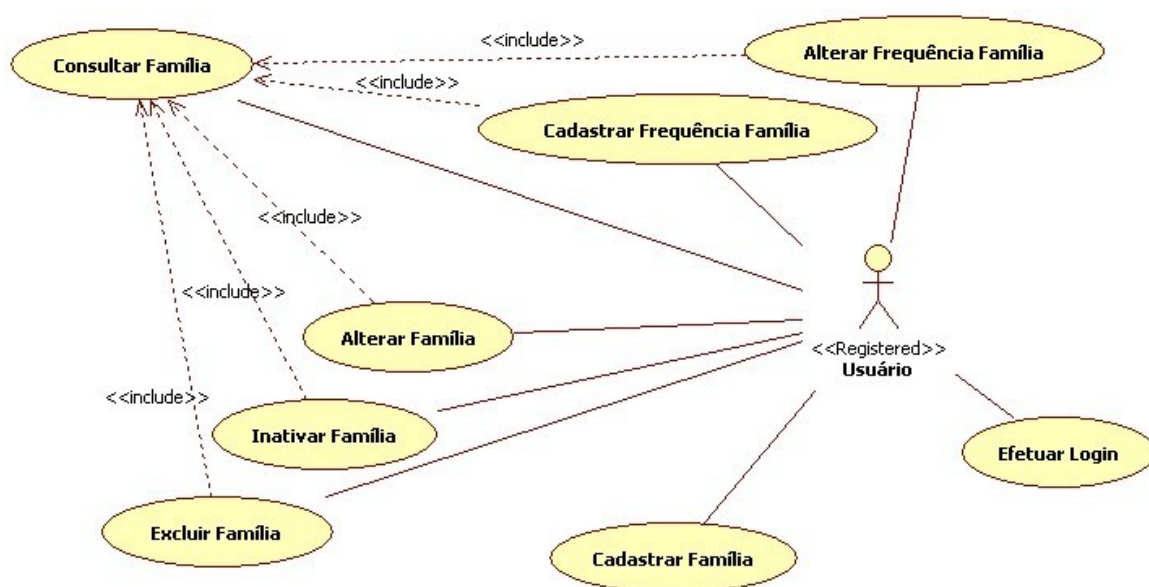 <<include>>
Alterar Frequência Família
Consultar Família
<<include>>
Cadastrar Frequência Família
<<include>>
<<include>>
Alterar Família
<<Registered>>
Usuário
<<include>>
Inativar Família
Efetuar Login
Excluir Família
Cadastrar Família